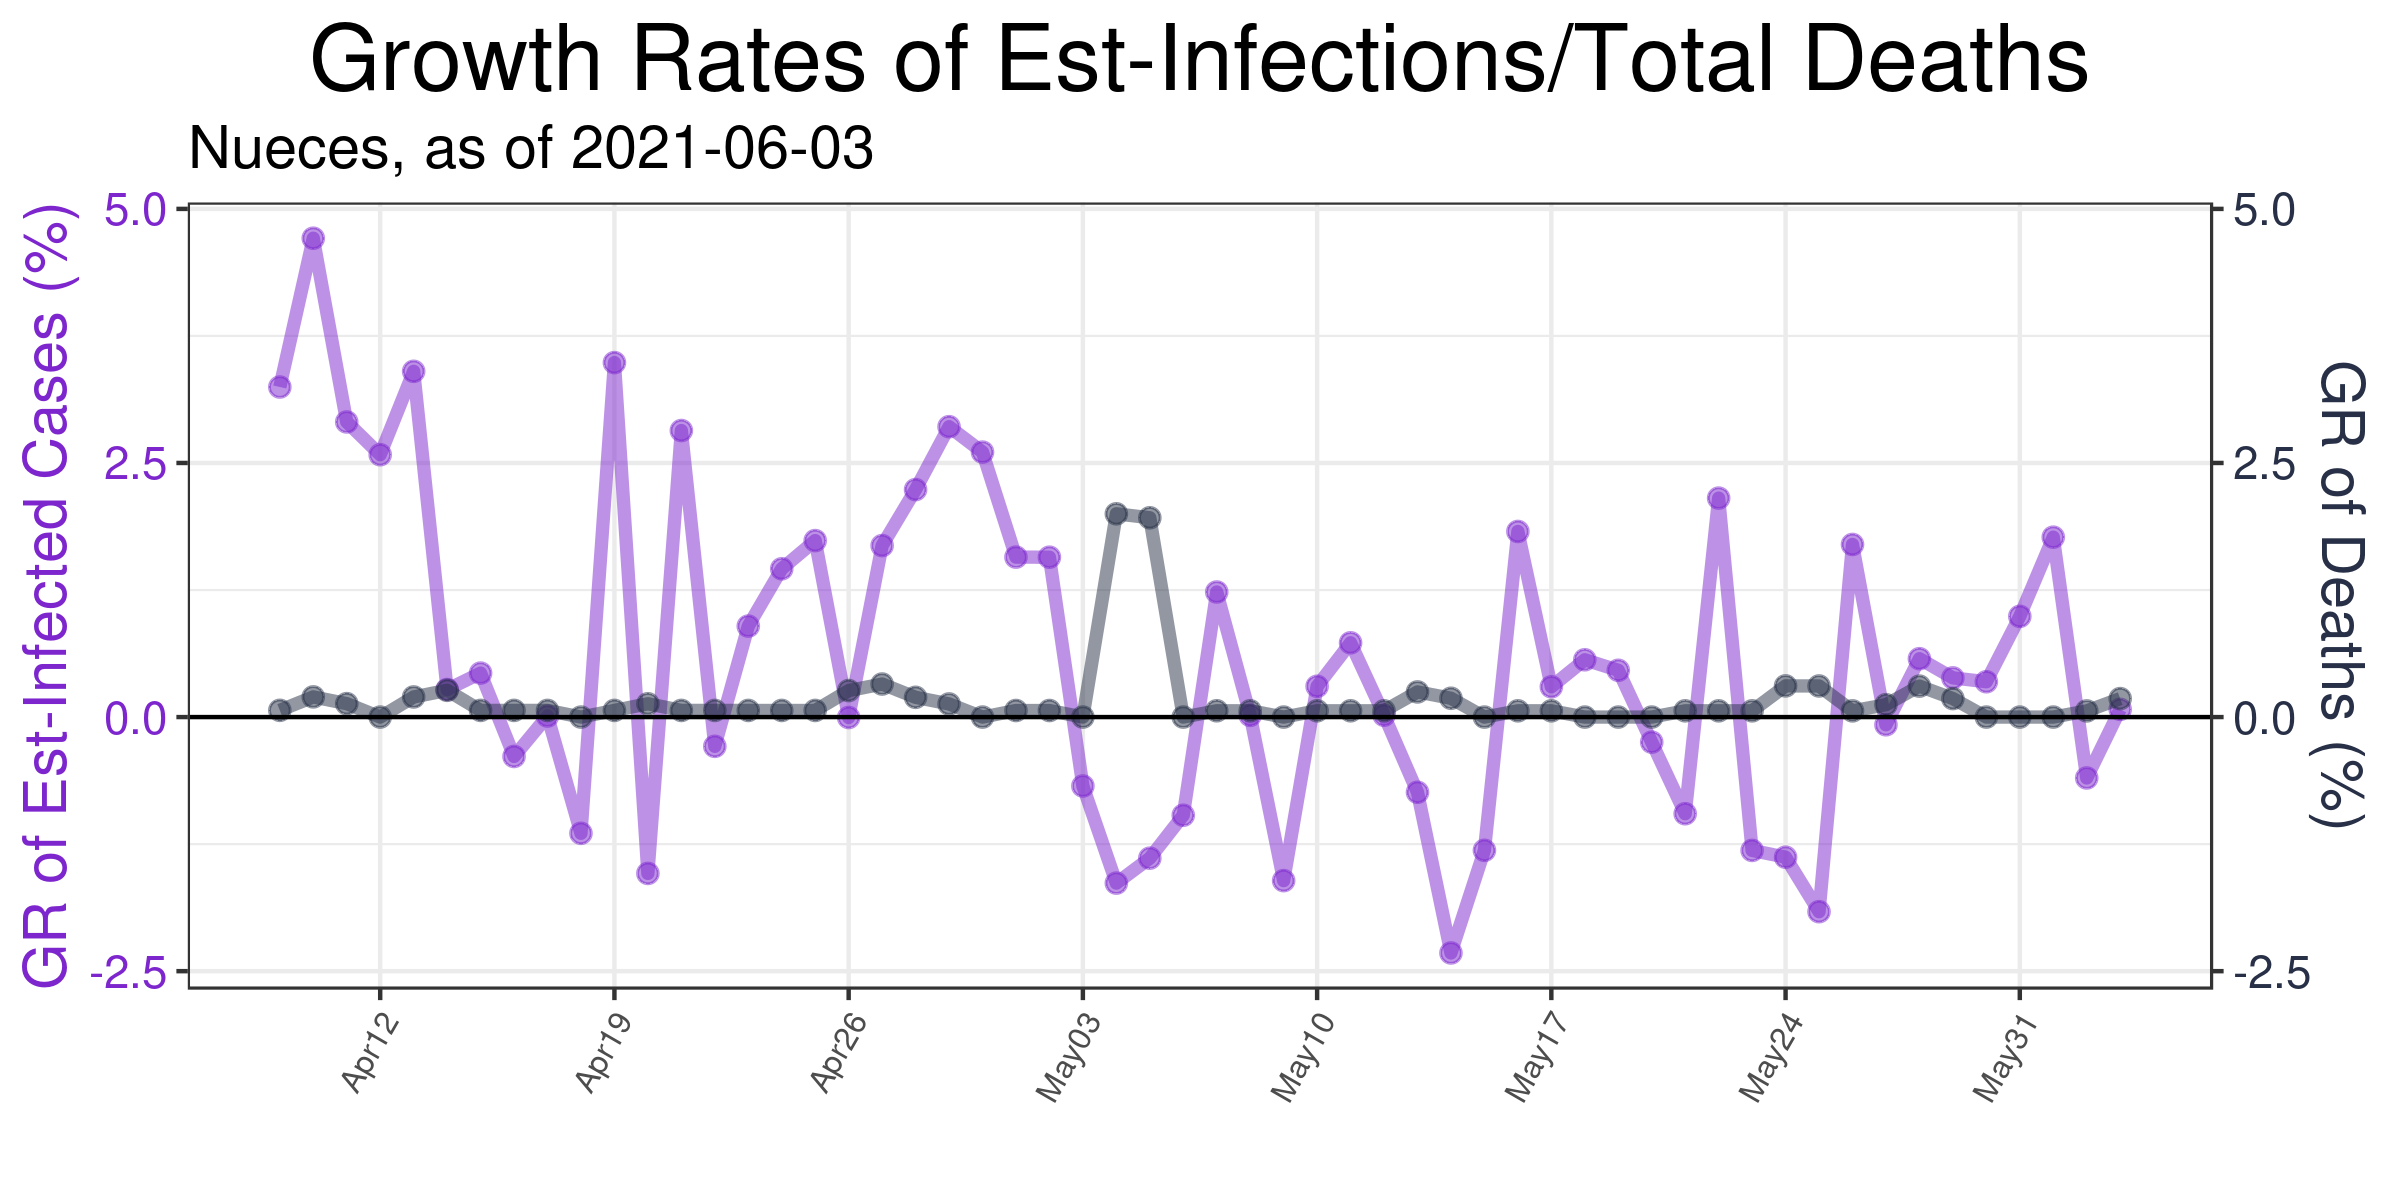 Growth Rates of Est-Infections/Total Deaths
Nueces, as of 2021-06-03
GR of Est-Infected Cases (%)
5.0
2.5
0.0
-2.5
5.0
2.5
0.0
-2.5
GR of Deaths (%)
Apr12
Apr19
Apr26
May03
May10
May17
May24
May31